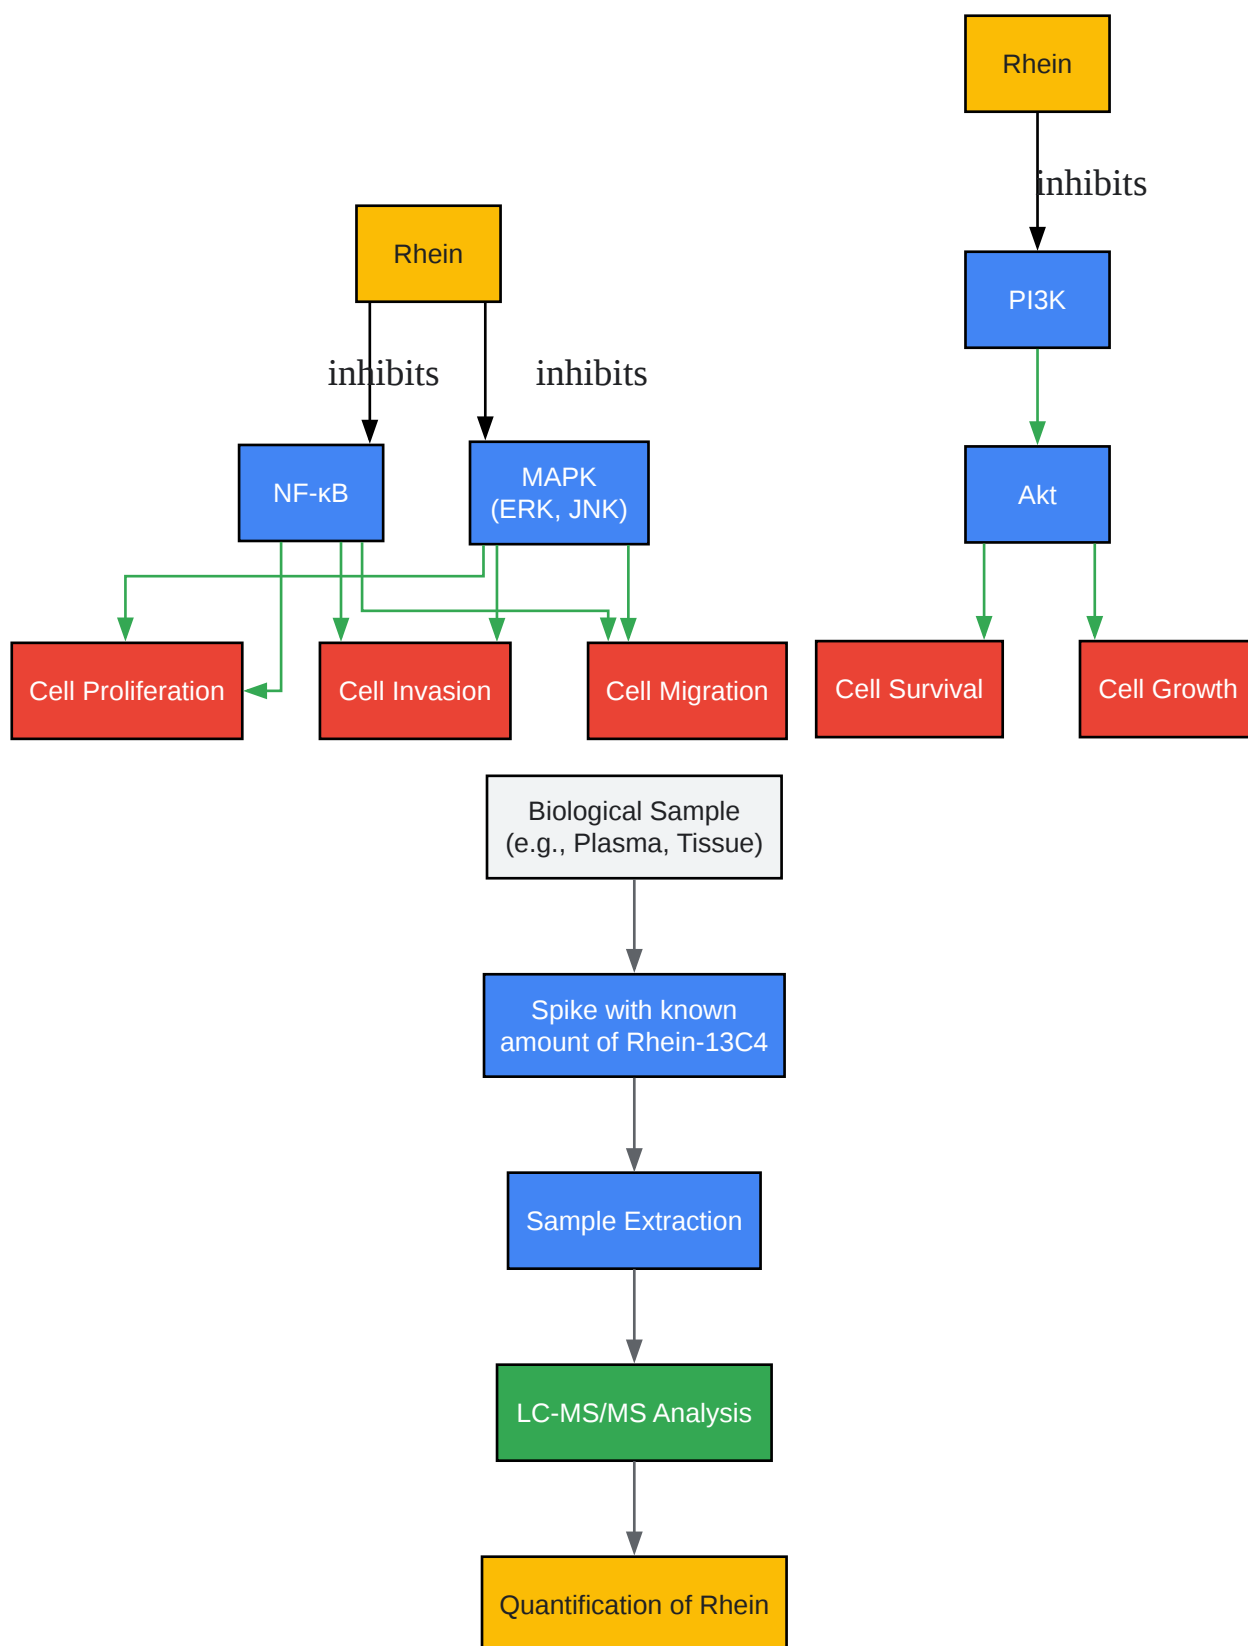 Rhein
inhibits
inhibits
NF-κB
MAPK
(ERK, JNK)
Cell Proliferation
Cell Invasion
Cell Migration
Rhein
inhibits
PI3K
Akt
Cell Survival
Cell Growth
Biological Sample
(e.g., Plasma, Tissue)
Spike with known
amount of Rhein-13C4
Sample Extraction
LC-MS/MS Analysis
Quantification of Rhein